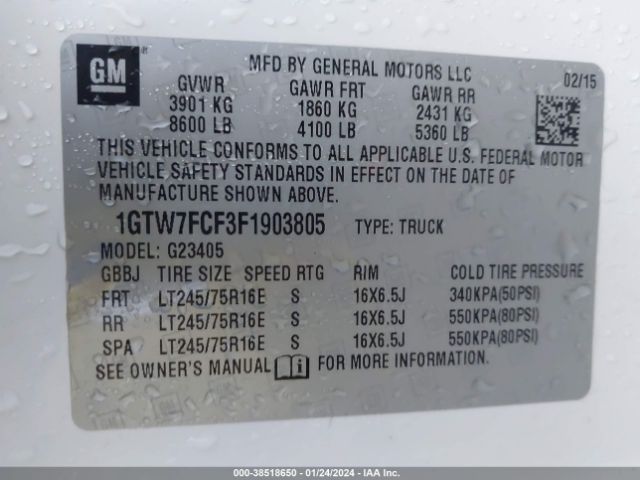 GM
MFD BY GENERAL MOTORS LLC
02/15
GVWR GAWR FRT GAWR RR
3901 KG 1860 KG 2431 KG
8600 LB 4100 LB 5360 LB
THIS VEHICLE CONFORMS TO ALL APPLICABLE U.S. FEDERAL MOTOR
VEHICLE SAFETY STANDARDS IN EFFECT ON THE DATE OF
MANUFACTURE SHOWN ABOVE.
1GTW7FCF3F1903805 TYPE: TRUCK
MODEL: G23405
GBBJ TIRE SIZE SPEED RTG RIM COLD TIRE PRESSURE
FRT LT245/75R16E S 16X6.5J 340KPA(50PSI)
RR LT245/75R16E S 16X6.5J 550KPA(80PSI)
SPA LT245/75R16E S 16X6.5J 550KPA(80PSI)
SEE OWNER'S MANUAL i FOR MORE INFORMATION.
000-38518650 - 01/24/2024 - IAA Inc.